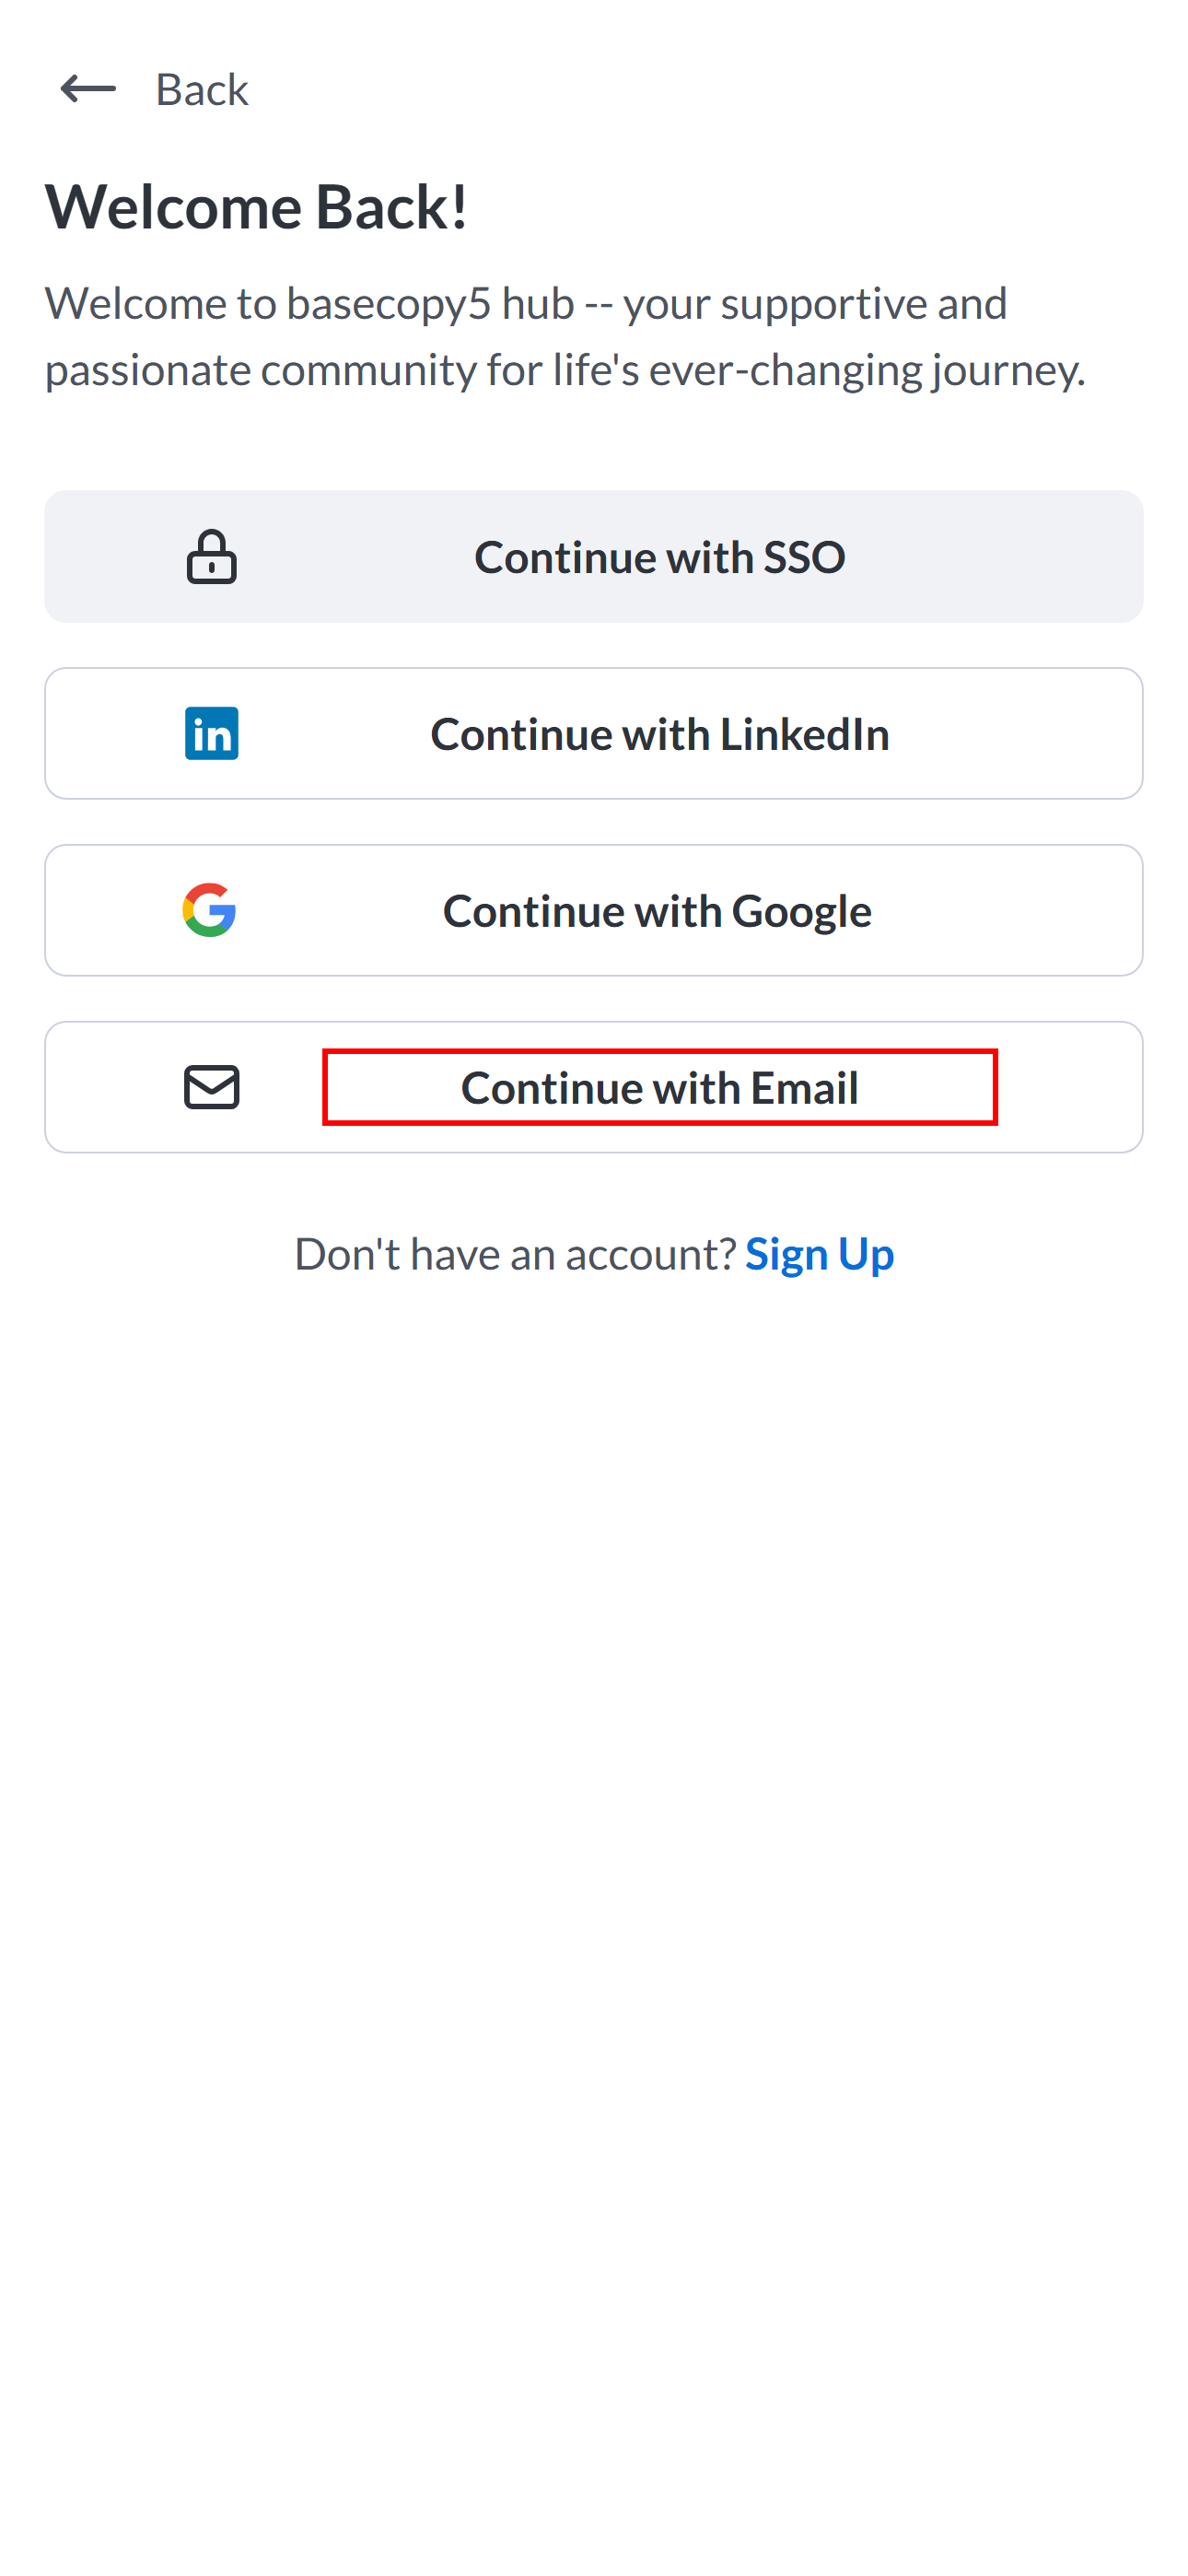 Back
Welcome Back!
Welcome to basecopy5 hub -- your supportive and
passionate community for life's ever-changing journey.
Continue with SSO
in
Continue with LinkedIn
Continue with Google
Continue with Email
Don't have an account? Sign Up